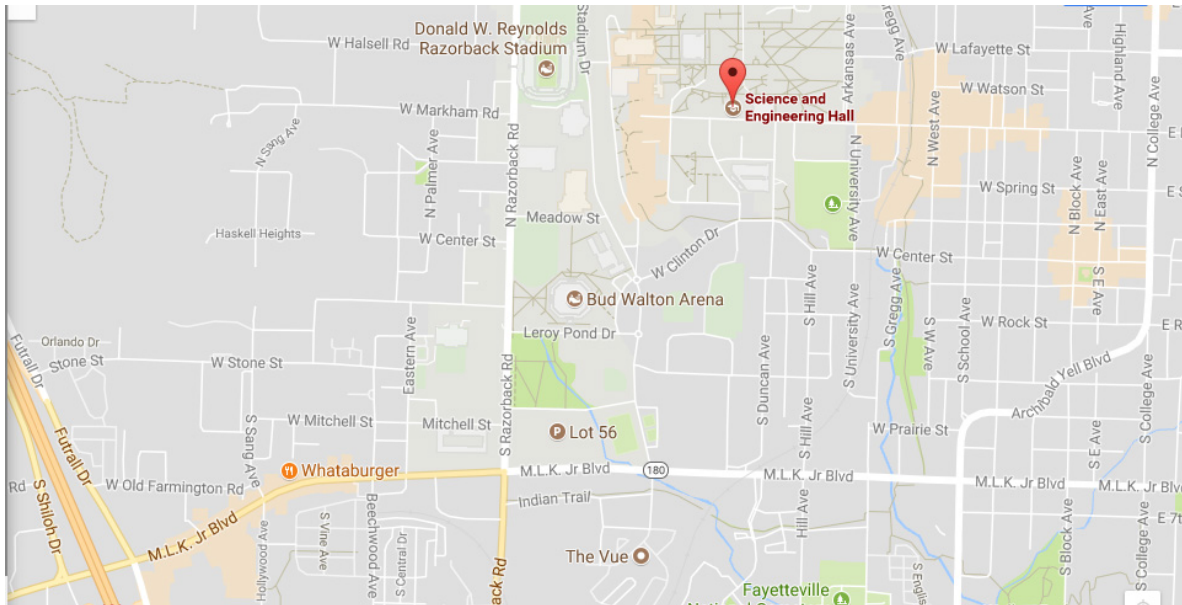 Donald W. Reynolds
Razorback Stadium
W Halsell Rd
Stadium Dr
Arkansas Ave
Gregg Ave
W Lafayette St
Highland Ave
N College Ave
W Watson St
Science and
Engineering Hall
W Markham Rd
N Sang Ave
N Palmer Ave
N Razorback Rd
N University Ave
N West Ave
W Spring St
N Block Ave
N East Ave
Meadow St
Haskell Heights
W Center St
W Clinton Dr
W Center St
S Hill Ave
S Gregg Ave
S E Ave
Bud Walton Arena
Leroy Pond Dr
S University Ave
S W Ave
S School Ave
W Rock St
E R
Orlando Dr
Stone St
Futrall Dr
W Stone St
Eastern Ave
S Razorback Rd
S Duncan Ave
Archibald Yell Blvd
S College Ave
W Mitchell St
Mitchell St
Lot 56
S Hill Ave
W Prairie St
S E Ave
S Sang Ave
Futrall Dr
Whataburger
M.L.K. Jr Blvd
180
M.L.K. Jr Blvd
M.L.K. Jr Blvd
M.L.K. Jr Blvd
Rd
W Old Farmington Rd
S Shiloh Dr
Indian Trail
Hill Ave
E 7t
M.L.K. Jr Blvd
Hollywood Ave
S Vine Ave
Beechwood Ave
S Central Dr
ack Rd
The Vue
S Block Ave
S College Ave
S English
Fayetteville